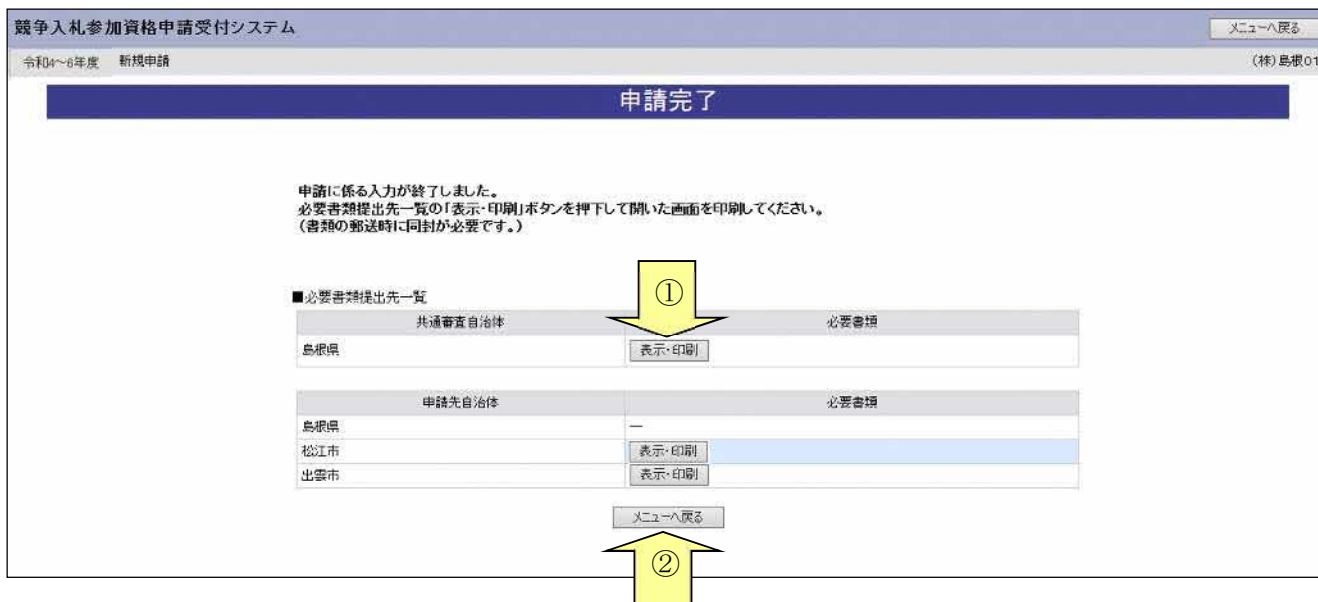 競争入札参加資格申請受付システム
メニューへ戻る
令和4～6年度 新規申請
(株)島根01
申請完了
申請に係る入力が終了しました。
必要書類提出先一覧の「表示・印刷」ボタンを押下して開いた画面を印刷してください。
(書類の郵送時に同封が必要です。)
①
■必要書類提出先一覧
共通審査自治体 必要書類
島根県 表示・印刷
申請先自治体 必要書類
島根県 ―
松江市 表示・印刷
出雲市 表示・印刷
メニューへ戻る
②